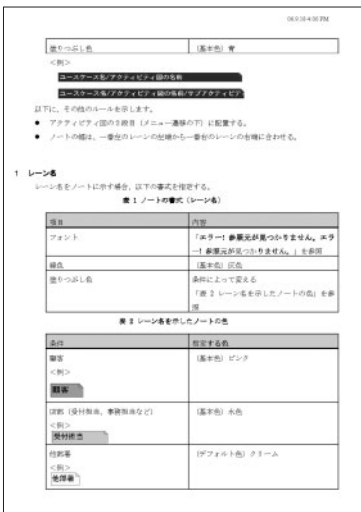 06.9.10 4:00 PM
塗りつぶし色 （基本色）青
＜例＞
ユースケース名/アクティビティ図の名前
ユースケース名/アクティビティ図の名前/サブアクティビテ
以下に、その他のルールを示します。
● アクティビティ図の3段目（メニュー遷移の下）に配置する。
● ノートの幅は、一番左のレーンの左端から一番右のレーンの右端に合わせる。
1 レーン名
レーン名をノートに示す場合、以下の書式を指定する。
表 1 ノートの書式（レーン名）
項目 内容
フォント 「エラー! 参照元が見つかりません。エラ
ー! 参照元が見つかりません。」を参照
線色 （基本色）灰色
塗りつぶし色 条件によって変える
「表 2 レーン名を示したノートの色」を参
照
表 2 レーン名を示したノートの色
条件 指定する色
顧客 （基本色）ピンク
＜例＞
顧客
（受付担当、事務担当など） （基本色）水色
＜例＞
受付担当
他部署 （デフォルト色）クリーム
＜例＞
他部署